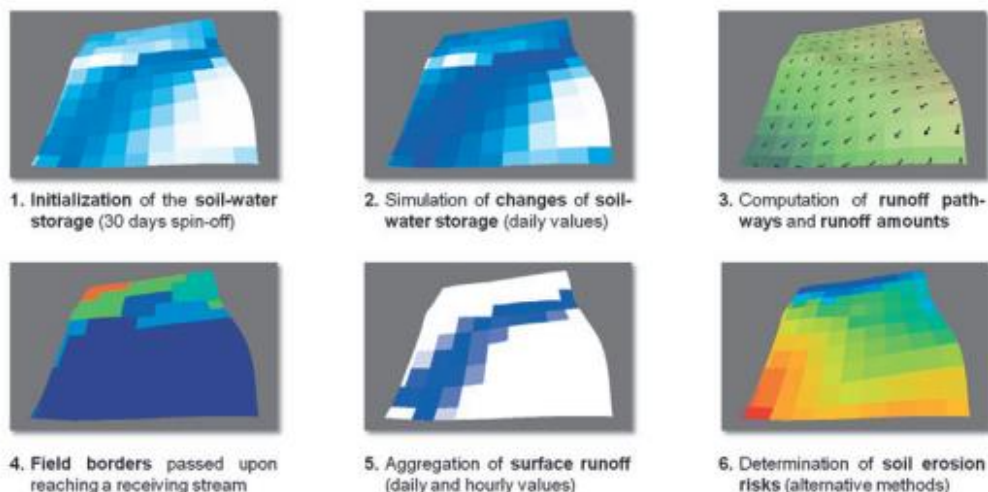 1. Initialization of the soil-water
storage (30 days spin-off)
2. Simulation of changes of soil-
water storage (daily values)
3. Computation of runoff path-
ways and runoff amounts
4. Field borders passed upon
reaching a receiving stream
5. Aggregation of surface runoff
(daily and hourly values)
6. Determination of soil erosion
risks (alternative methods)